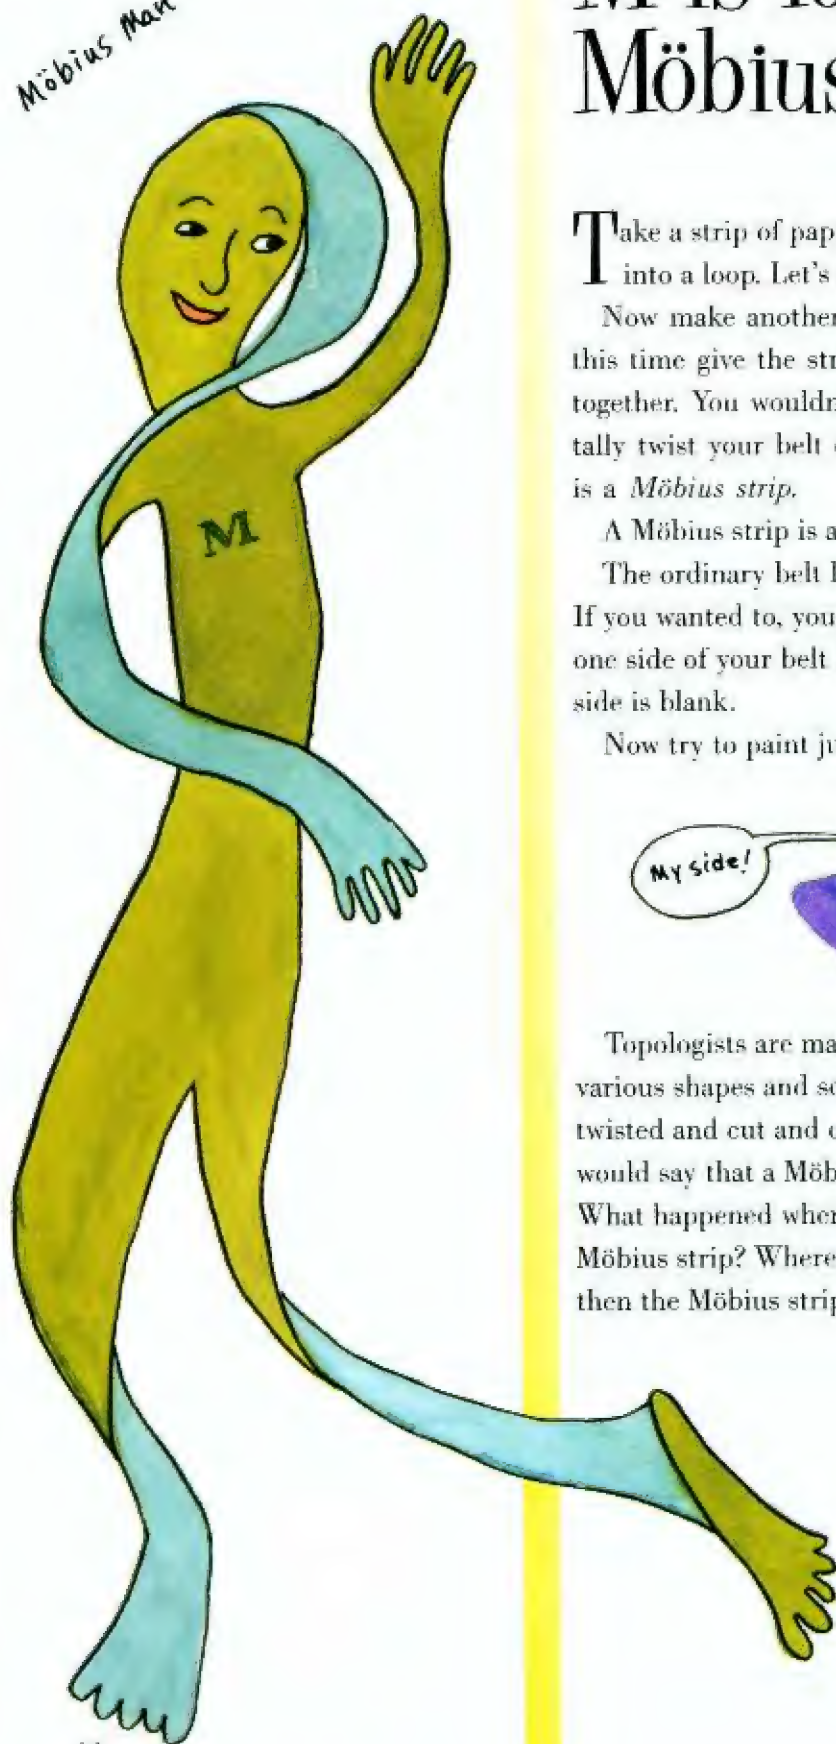 Möbius Man
Möbius
M
Take a strip of pap
into a loop. Let's
Now make another
this time give the str
together. You wouldn
tally twist your belt
is a Möbius strip.
A Möbius strip is a
The ordinary belt
If you wanted to, you
one side of your belt
side is blank.
Now try to paint ju
My side!
Topologists are ma
various shapes and so
twisted and cut and
would say that a Möb
What happened when
Möbius strip? Where
then the Möbius strip